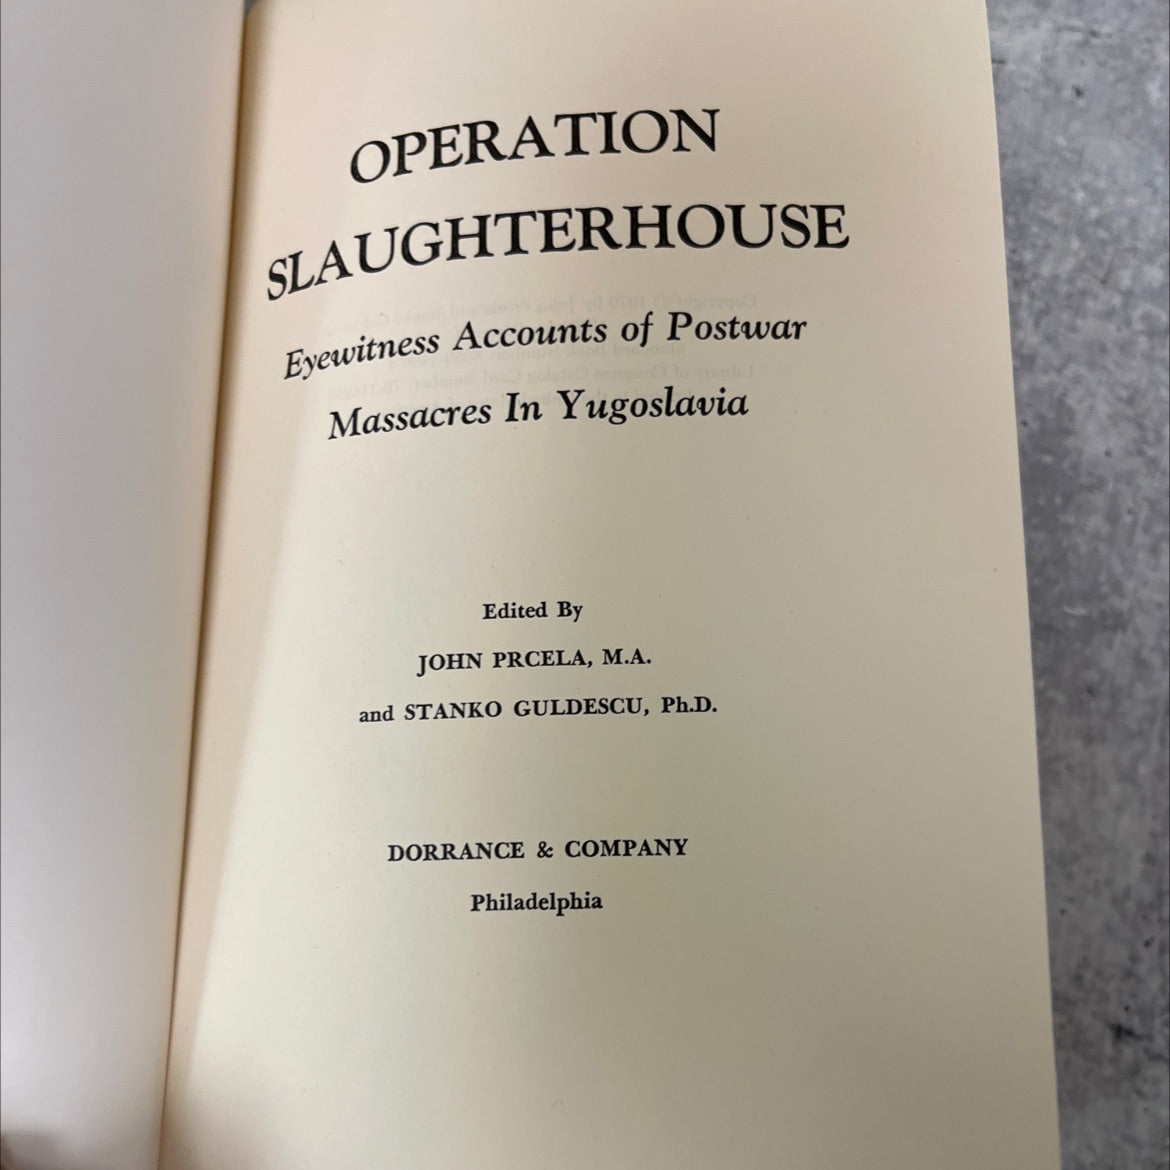 OPERATION
SLAUGHTERHOUSE
Eyewitness Accounts of Postwar
Massacres In Yugoslavia
Edited By
JOHN PRCELA, M.A.
and STANKO GULDESCU, Ph.D.
DORRANCE & COMPANY
Philadelphia